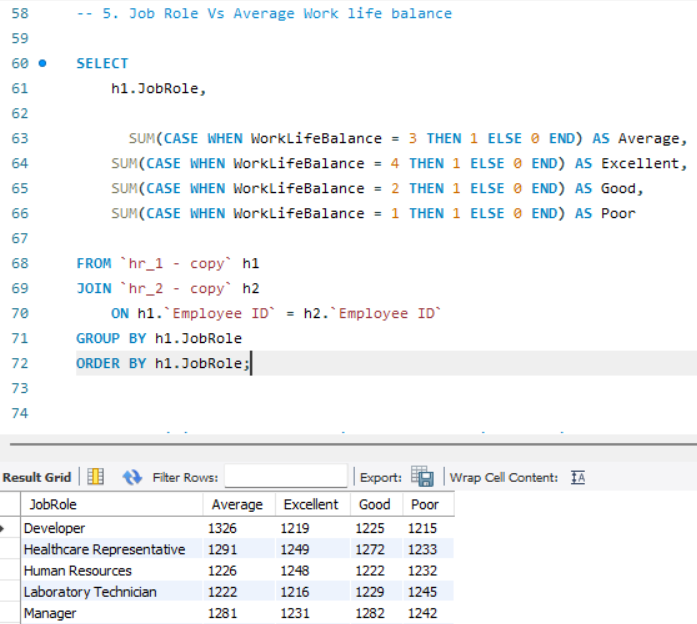 58 -- 5. Job Role Vs Average Work life balance
59
60 SELECT
61 h1.JobRole,
62
63 SUM(CASE WHEN WorkLifeBalance = 3 THEN 1 ELSE 0 END) AS Average,
64 SUM(CASE WHEN WorkLifeBalance = 4 THEN 1 ELSE 0 END) AS Excellent,
65 SUM(CASE WHEN WorkLifeBalance = 2 THEN 1 ELSE 0 END) AS Good,
66 SUM(CASE WHEN WorkLifeBalance = 1 THEN 1 ELSE 0 END) AS Poor
67
68 FROM `hr_1 - copy` h1
69 JOIN `hr_2 - copy` h2
70 ON h1.`Employee ID` = h2.`Employee ID`
71 GROUP BY h1.JobRole
72 ORDER BY h1.JobRole;
73
74
Result Grid Filter Rows: Export: Wrap Cell Content:
JobRole Average Excellent Good Poor
Developer 1326 1219 1225 1215
Healthcare Representative 1291 1249 1272 1233
Human Resources 1226 1248 1222 1232
Laboratory Technician 1222 1216 1229 1245
Manager 1281 1231 1282 1242